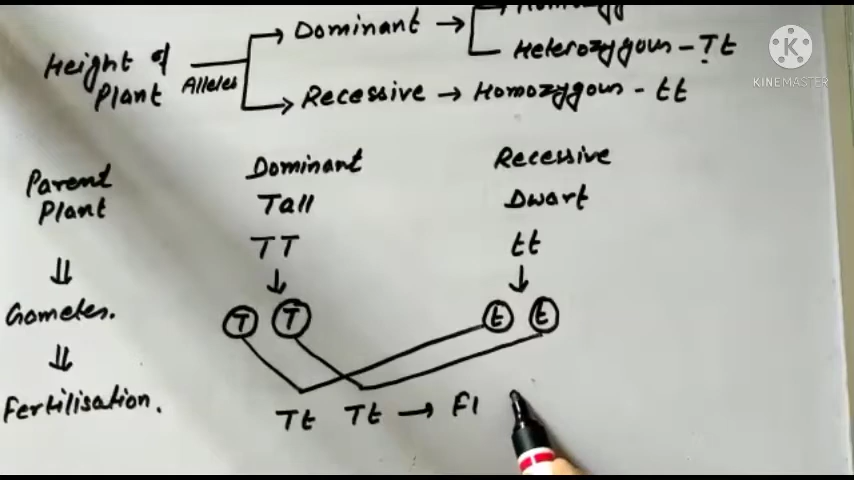 Height of
Plant
Alleles
Dominant →
Heterozygous - Tt
Recessive → Homozygous - tt
Parent
Plant
Dominant
Tall
TT
Recessive
Dwart
tt
Gametes.
T T t t
Fertilisation.
Tt Tt → F1
K
KINEMASTER